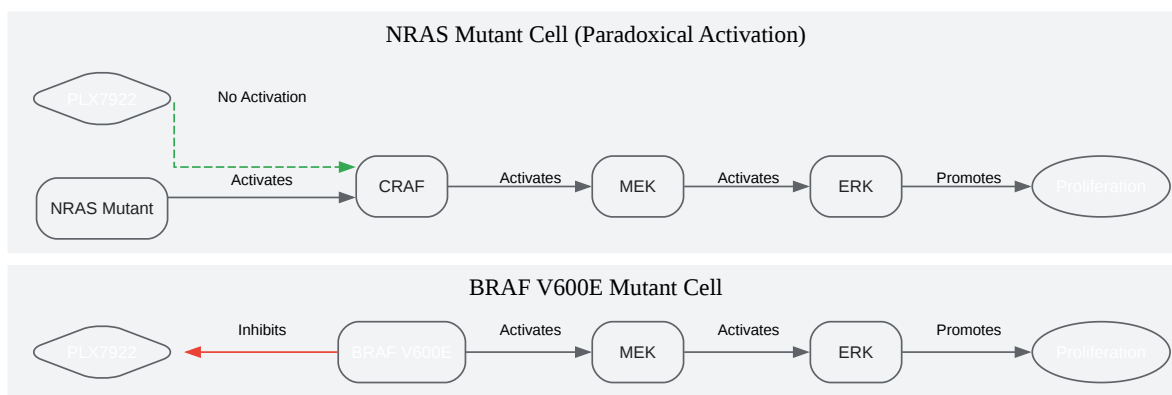 NRAS Mutant Cell (Paradoxical Activation)
PLX7922
No Activation
Activates
NRAS Mutant
CRAF
Activates
MEK
Activates
ERK
Promotes
Proliferation
BRAF V600E Mutant Cell
PLX7922
Inhibits
BRAF V600E
Activates
MEK
Activates
ERK
Promotes
Proliferation